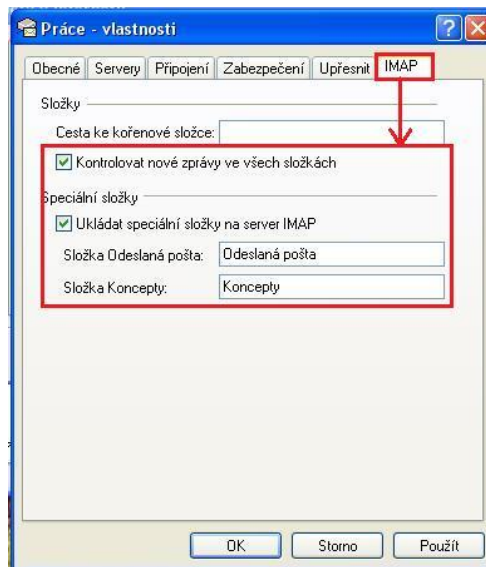 Práce - vlastnosti
Obecné Servery Připojení Zabezpečení Upřesnit IMAP
Složky
Cesta ke kořenové složce:
Kontrolovat nové zprávy ve všech složkách
Speciální složky
Ukládat speciální složky na server IMAP
Složka Odeslaná pošta: Odeslaná pošta
Složka Koncepty: Koncepty
OK Storno Použít